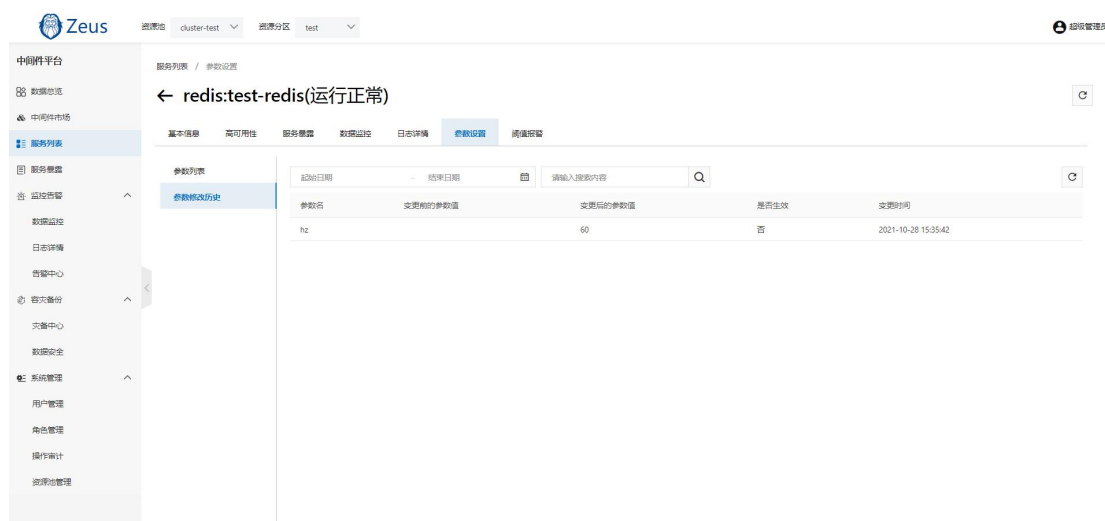 Zeus 资源池 cluster-test 资源分区 test 超级管理员
中间件平台
服务列表 / 参数设置
数据总览
redis:test-redis(运行正常)
中间件市场
基本信息 高可用性 服务暴露 数据监控 日志详情 参数设置 阈值报警
服务列表
服务暴露
参数列表
起始日期 - 结束日期 请输入搜索内容
监控告警
参数修改历史
参数名 变更前的参数值 变更后的参数值 是否生效 变更时间
数据监控
hz 60 否 2021-10-28 15:35:42
日志详情
告警中心
容灾备份
灾备中心
数据安全
系统管理
用户管理
角色管理
操作审计
资源池管理